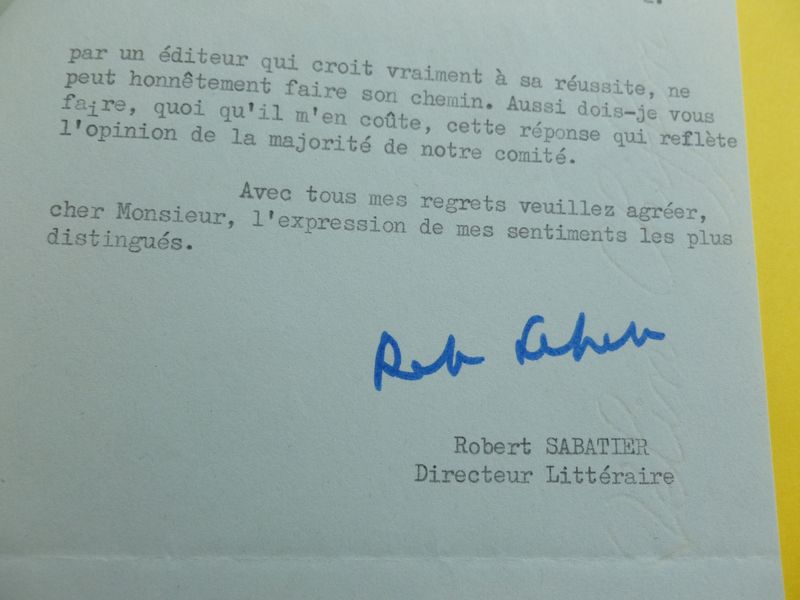 2.
par un éditeur qui croit vraiment à sa réussite, ne
peut honnêtement faire son chemin. Aussi dois-je vous
faire, quoi qu'il m'en coûte, cette réponse qui reflète
l'opinion de la majorité de notre comité.
Avec tous mes regrets veuillez agréer,
cher Monsieur, l'expression de mes sentiments les plus
distingués.
Robert SABATIER
Directeur Littéraire